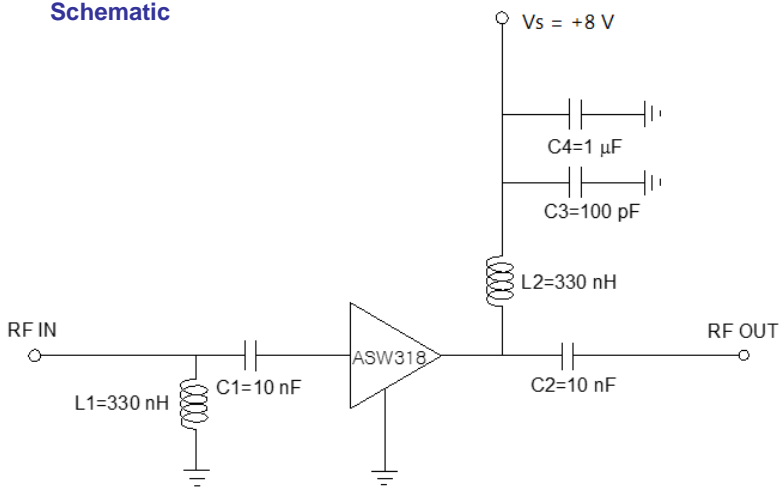 Schematic
Vs = +8 V
C4=1 μF
C3=100 pF
L2=330 nH
RF IN
RF OUT
ASW318
C1=10 nF
C2=10 nF
L1=330 nH